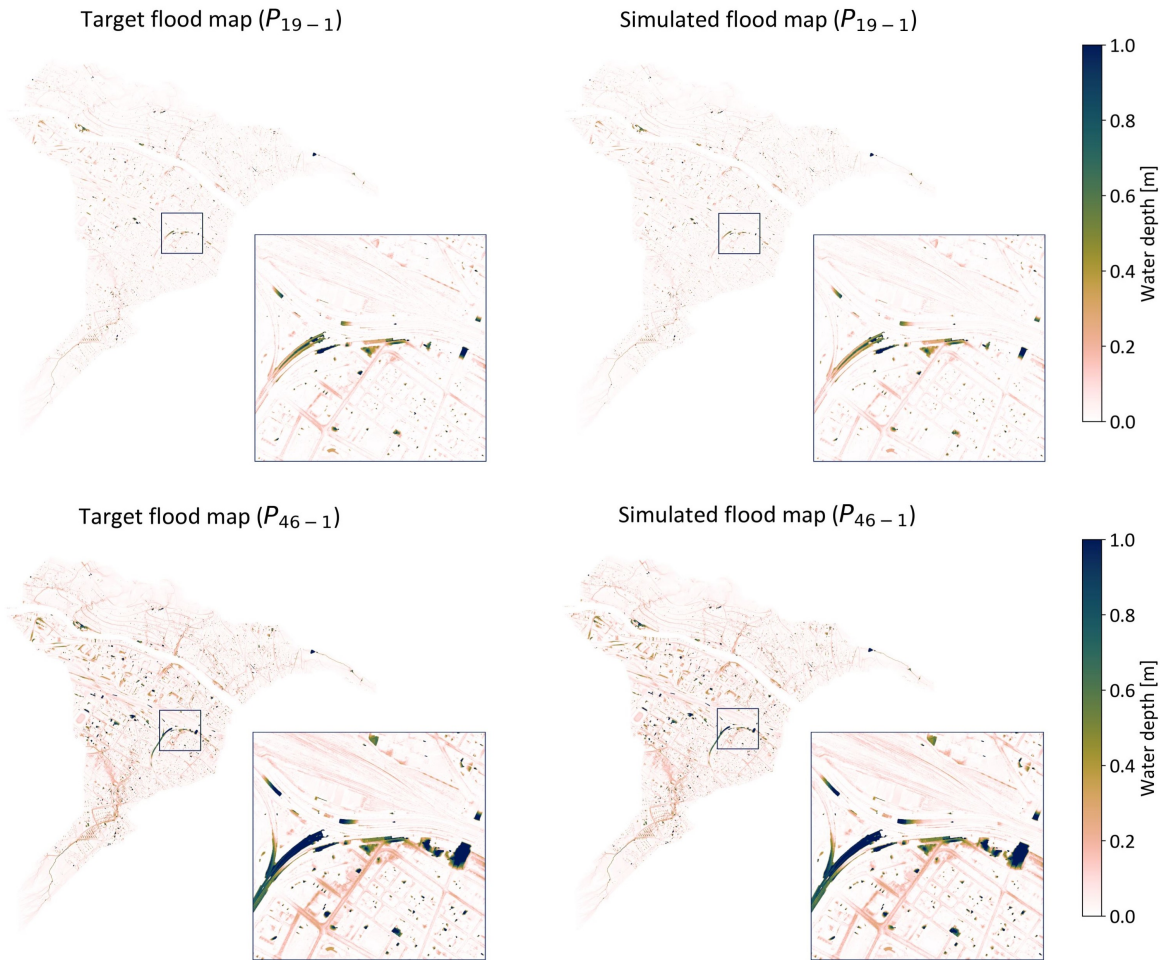 Target flood map (P19 – 1)
Simulated flood map (P19 – 1)
1.0
0.8
0.6
0.4
0.2
0.0
Water depth [m]
Target flood map (P46 – 1)
Simulated flood map (P46 – 1)
1.0
0.8
0.6
0.4
0.2
0.0
Water depth [m]